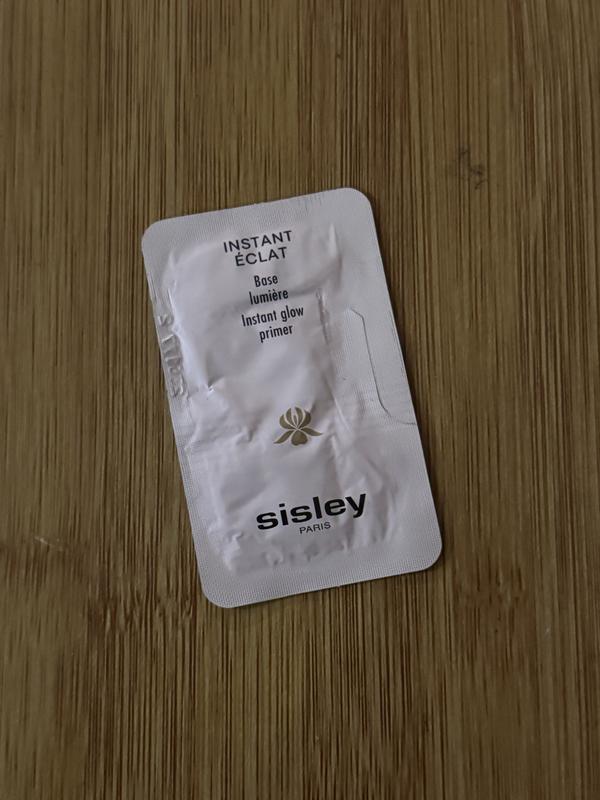 INSTANT
ÉCLAT
Base
lumière
Instant glow
primer
sisley
PARIS